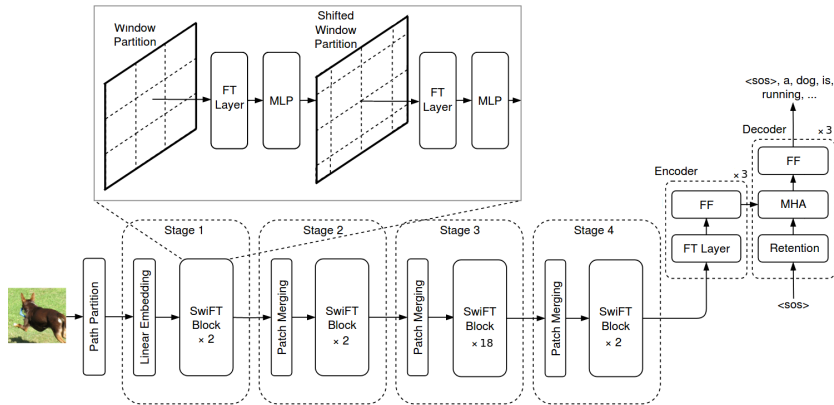 Window
Partition
FT
Layer
MLP
Shifted
Window
Partition
FT
Layer
MLP
<sos>, a, dog, is,
running, ...
Decoder
× 3
FF
MHA
Retention
<sos>
Encoder
× 3
FF
FT Layer
Stage 1
Stage 2
Stage 3
Stage 4
Path Partition
Linear Embedding
SwiFT
Block
× 2
Patch Merging
SwiFT
Block
× 2
Patch Merging
SwiFT
Block
× 18
Patch Merging
SwiFT
Block
× 2